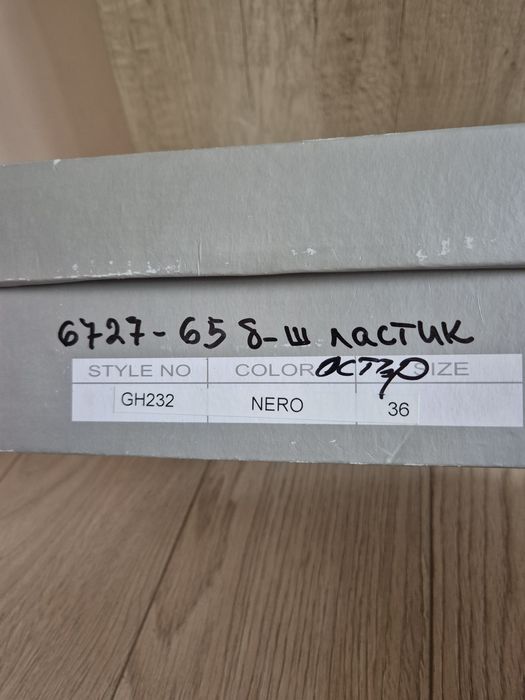 6727-658-ш ластик
STYLE NO COLOR остр SIZE
GH232 NERO 36